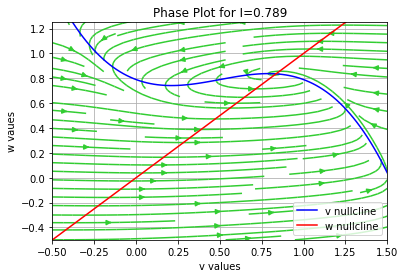 Phase Plot for I=0.789
w values
1.2
1.0
0.8
0.6
0.4
0.2
0.0
−0.2
−0.4
−0.50 −0.25 0.00 0.25 0.50 0.75 1.00 1.25 1.50
v values
v nullcline
w nullcline